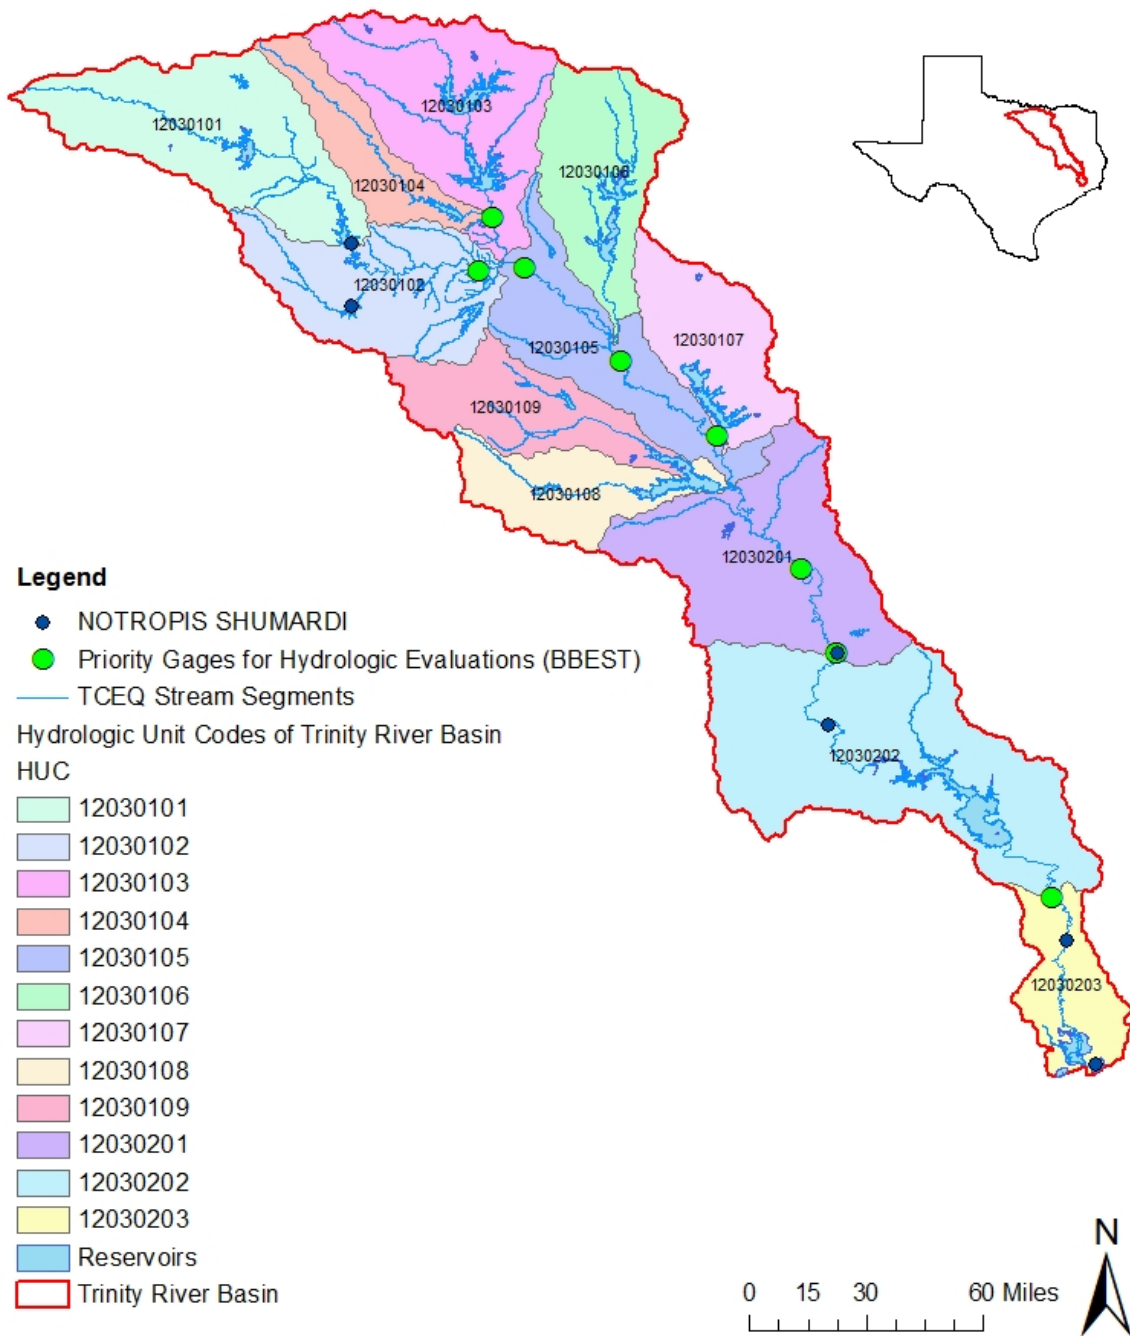 12030103
12030101
12030104
12030106
12030102
12030107
12030105
12030109
12030108
12030201
12030202
12030203
Legend
NOTROPIS SHUMARDI
Priority Gages for Hydrologic Evaluations (BBEST)
TCEQ Stream Segments
Hydrologic Unit Codes of Trinity River Basin
HUC
12030101
12030102
12030103
12030104
12030105
12030106
12030107
12030108
12030109
12030201
12030202
12030203
Reservoirs
Trinity River Basin
N
0 15 30 60 Miles